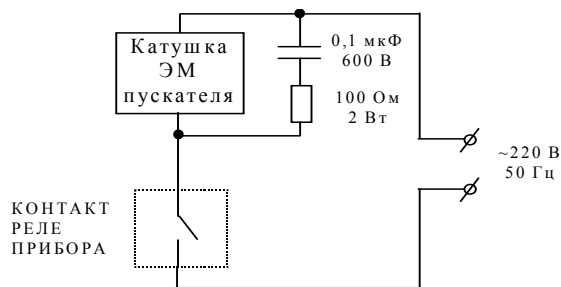 Катушка
ЭМ
пускателя
0,1 мкФ
600 В
100 Ом
2 Вт
~220 В
50 Гц
КОНТАКТ
РЕЛЕ
ПРИБОРА